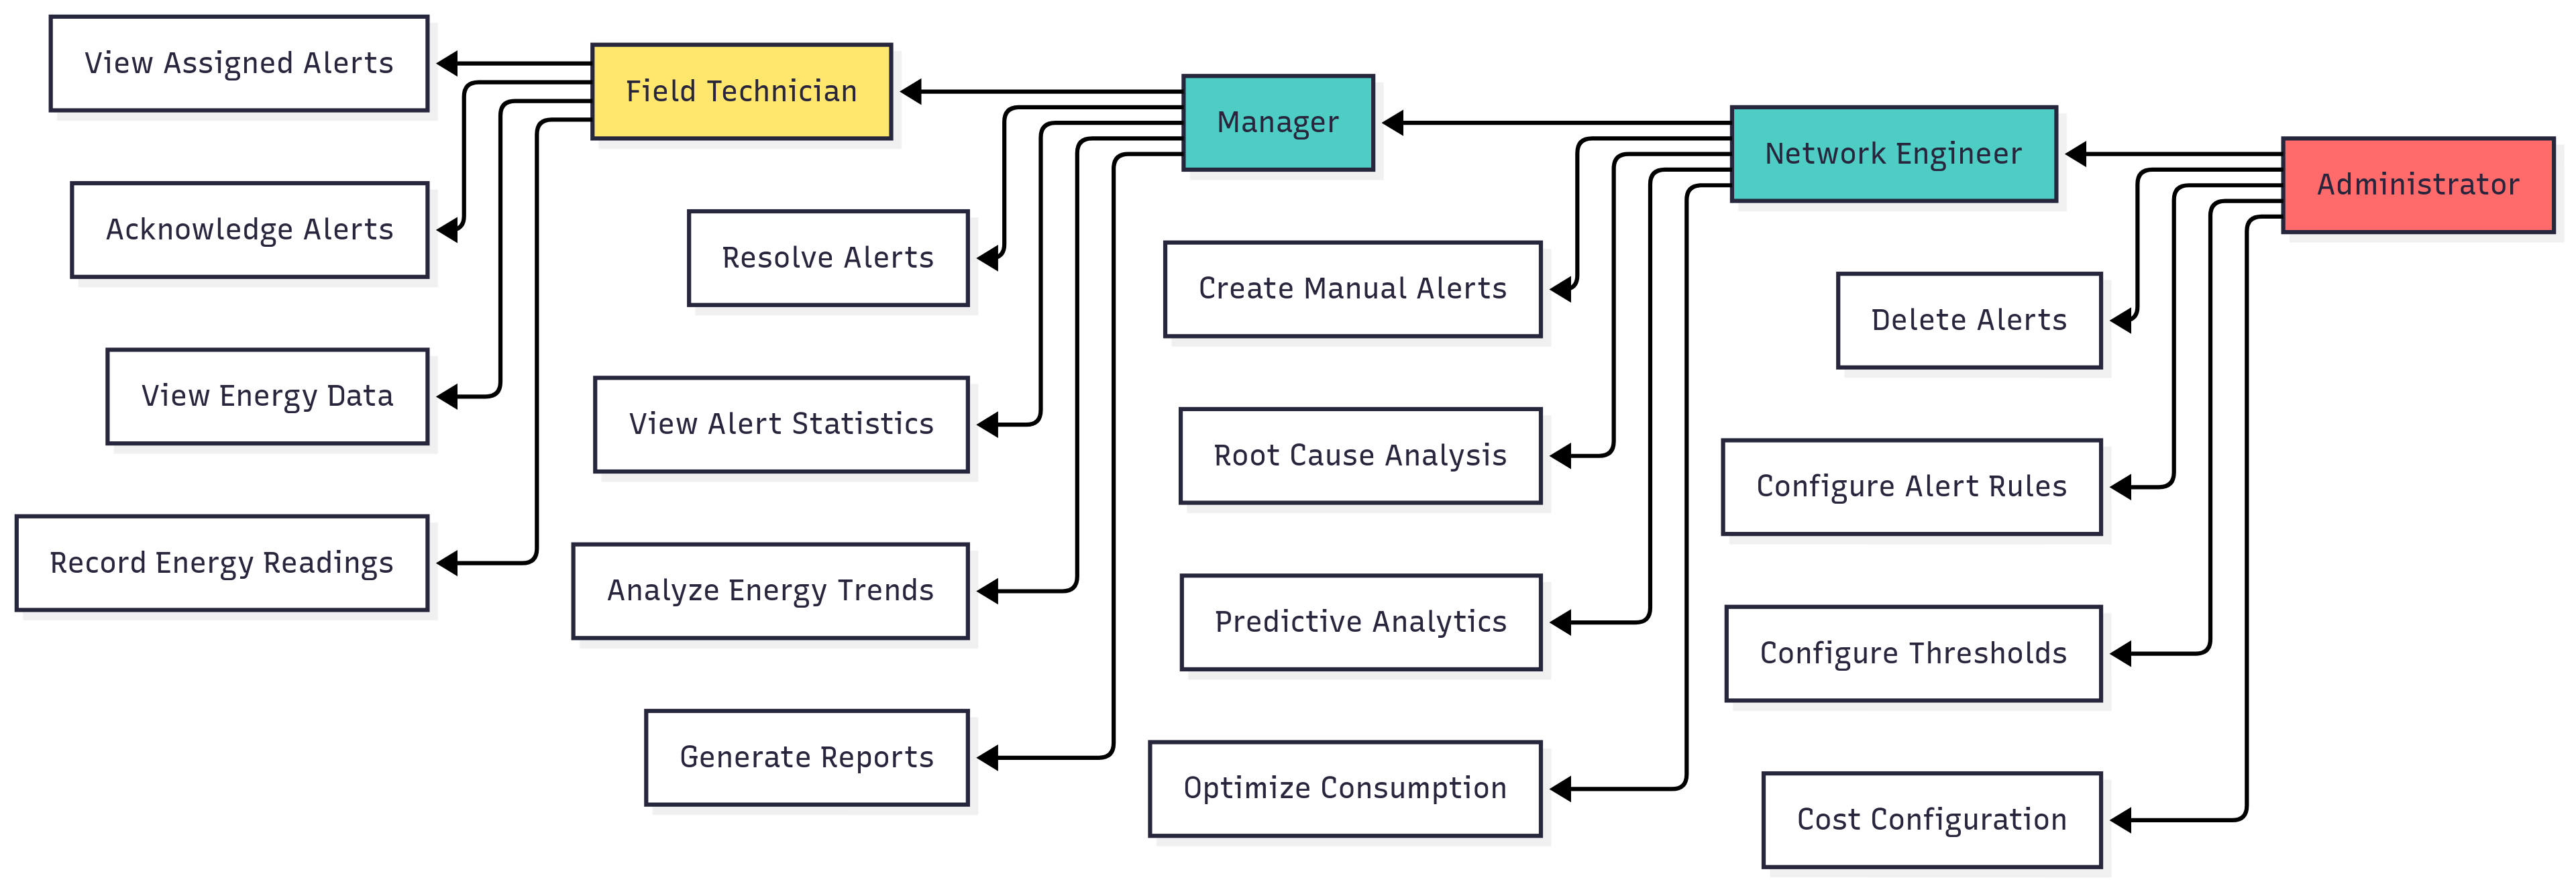 View Assigned Alerts
Field Technician
Manager
Network Engineer
Administrator
Acknowledge Alerts
Resolve Alerts
Create Manual Alerts
Delete Alerts
View Energy Data
View Alert Statistics
Root Cause Analysis
Configure Alert Rules
Record Energy Readings
Analyze Energy Trends
Predictive Analytics
Configure Thresholds
Generate Reports
Optimize Consumption
Cost Configuration